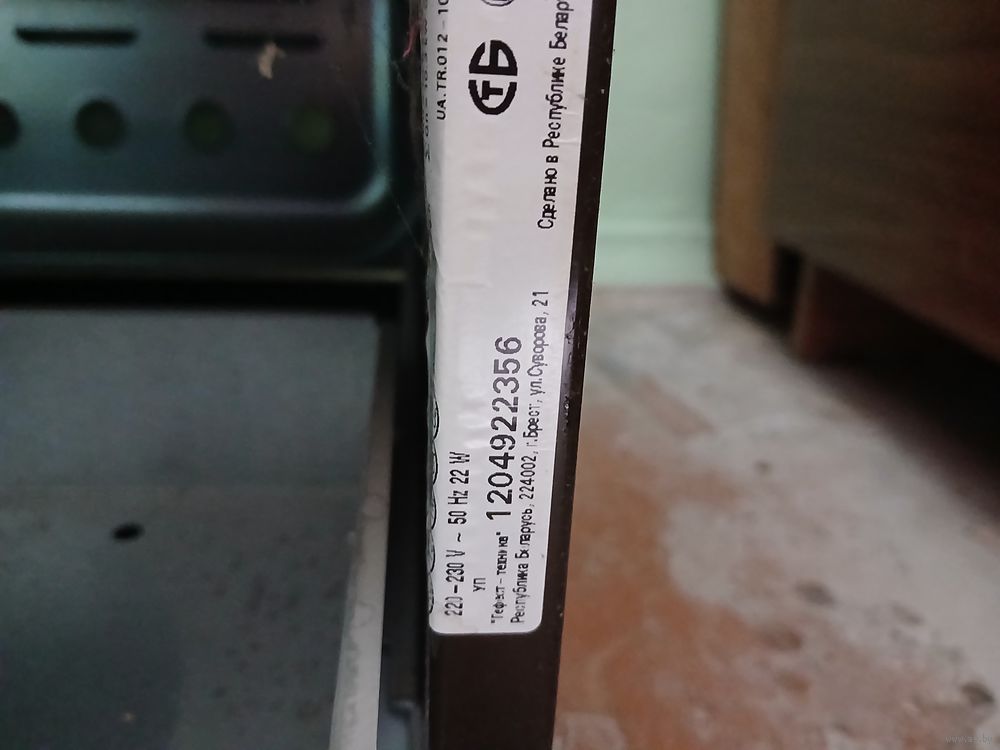 220-230 V ~ 50 Hz 22 W
УП
"Гефест-техника" 1204922356
Республика Беларусь, 224002, г.Брест, ул.Суворова, 21
UA.TR.012-10
СТБ
Сделано в Республике Белар